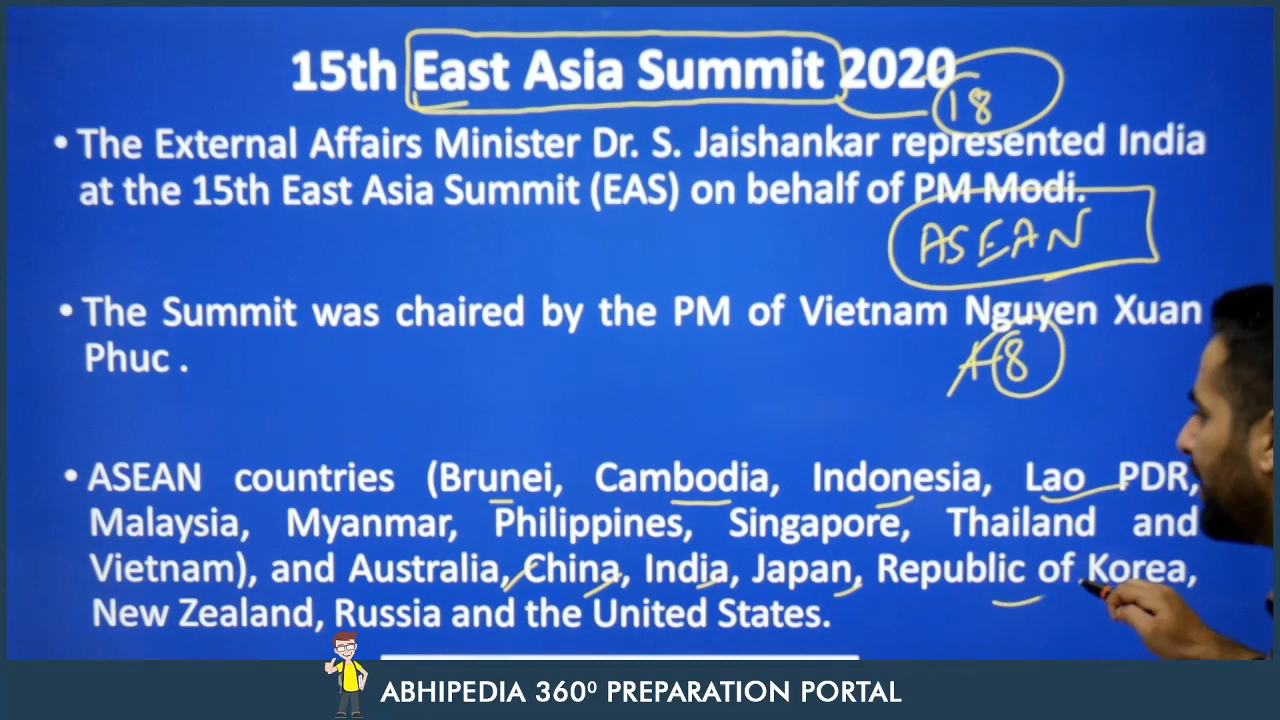 15th East Asia Summit 2020
18
• The External Affairs Minister Dr. S. Jaishankar represented India
at the 15th East Asia Summit (EAS) on behalf of PM Modi.
ASEAN
• The Summit was chaired by the PM of Vietnam Nguyen Xuan
Phuc .
8
• ASEAN countries (Brunei, Cambodia, Indonesia, Lao PDR,
Malaysia, Myanmar, Philippines, Singapore, Thailand and
Vietnam), and Australia, China, India, Japan, Republic of Korea,
New Zealand, Russia and the United States.
ABHIPEDIA 360⁰ PREPARATION PORTAL